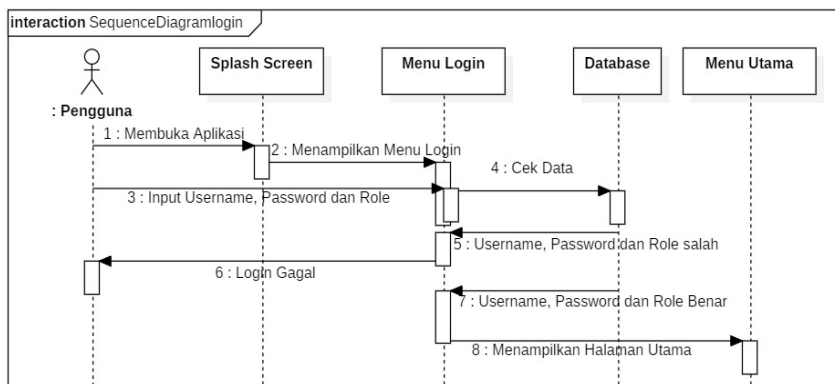 interaction SequenceDiagramlogin
Splash Screen
Menu Login
Database
Menu Utama
: Pengguna
1 : Membuka Aplikasi
2 : Menampilkan Menu Login
4 : Cek Data
3 : Input Username, Password dan Role
5 : Username, Password dan Role salah
6 : Login Gagal
7 : Username, Password dan Role Benar
8 : Menampilkan Halaman Utama